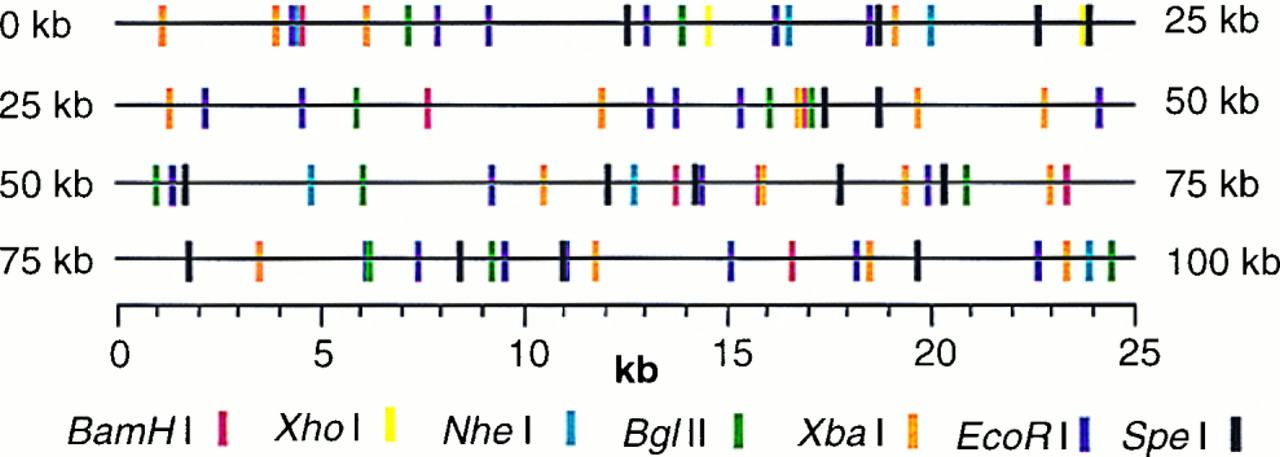 0 kb 25 kb
25 kb 50 kb
50 kb 75 kb
75 kb 100 kb
0 5 10 15 20 25
kb
BamH I Xho I Nhe I Bgl II Xba I EcoR I Spe I